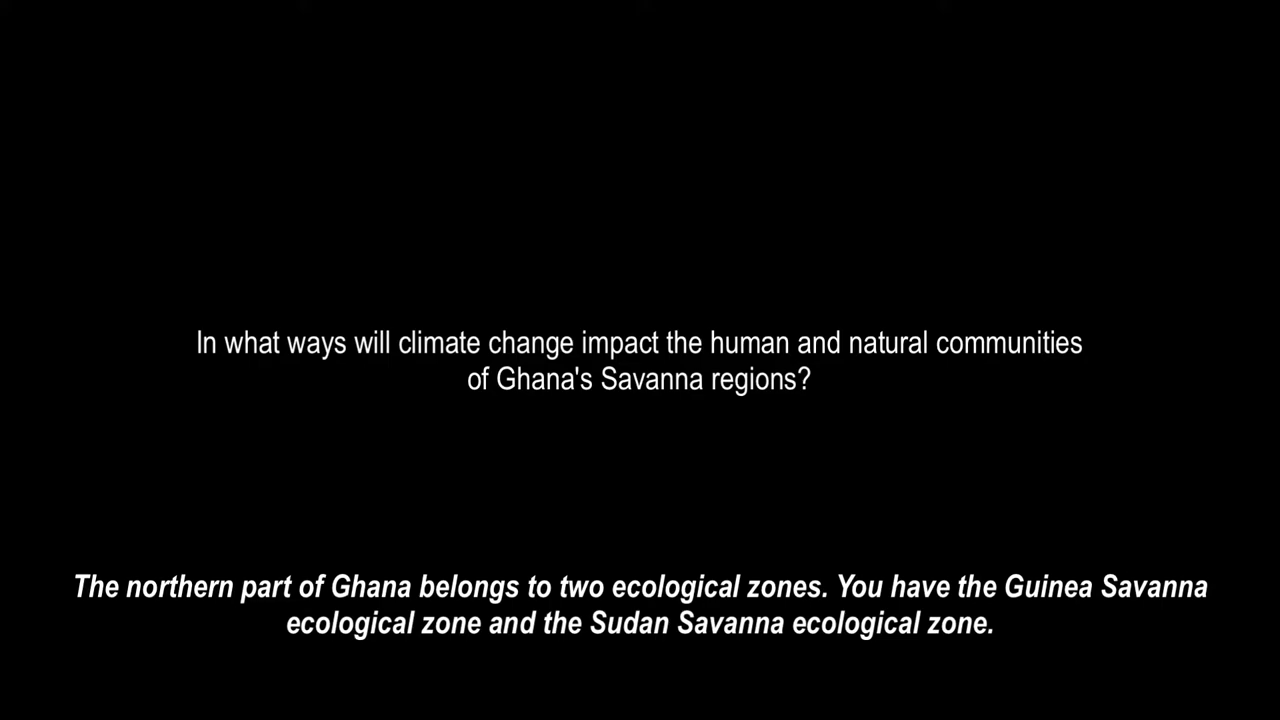 In what ways will climate change impact the human and natural communities
of Ghana's Savanna regions?
The northern part of Ghana belongs to two ecological zones. You have the Guinea Savanna
ecological zone and the Sudan Savanna ecological zone.